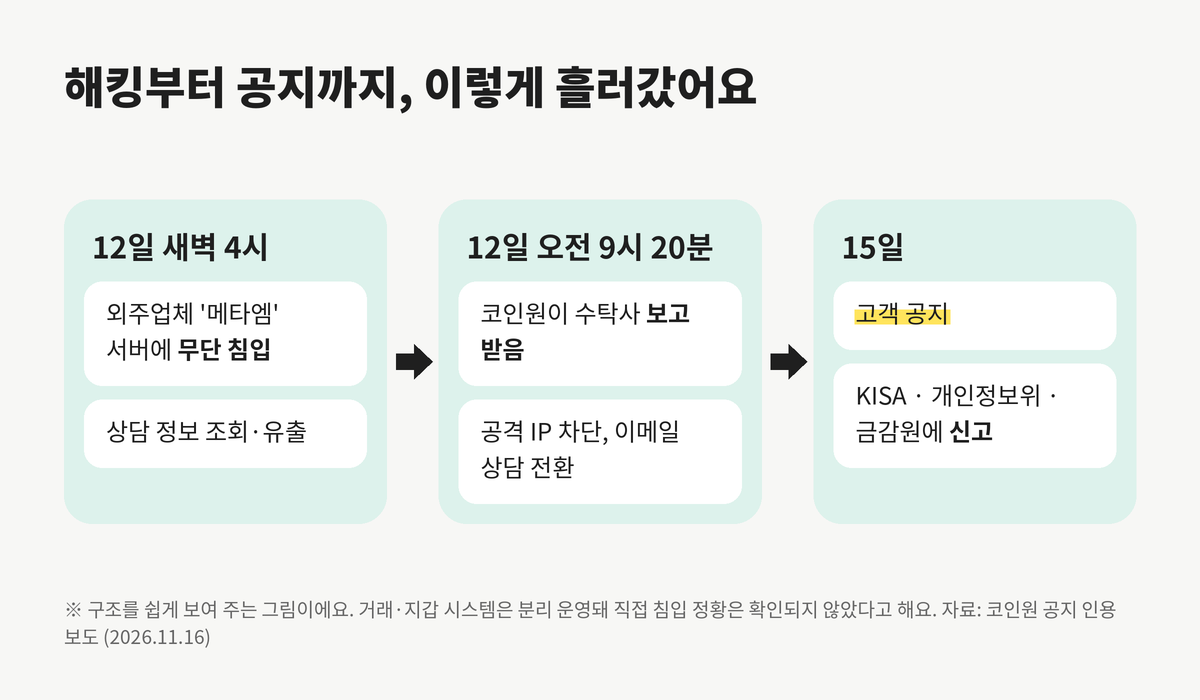 해킹부터 공지까지, 이렇게 흘러갔어요
12일 새벽 4시
외주업체 '메타엠'
서버에 무단 침입
상담 정보 조회·유출
12일 오전 9시 20분
코인원이 수탁사 보고
받음
공격 IP 차단, 이메일
상담 전환
15일
고객 공지
KISA · 개인정보위 ·
금감원에 신고
※ 구조를 쉽게 보여 주는 그림이에요. 거래·지갑 시스템은 분리 운영돼 직접 침입 정황은 확인되지 않았다고 해요. 자료: 코인원 공지 인용
보도 (2026.11.16)